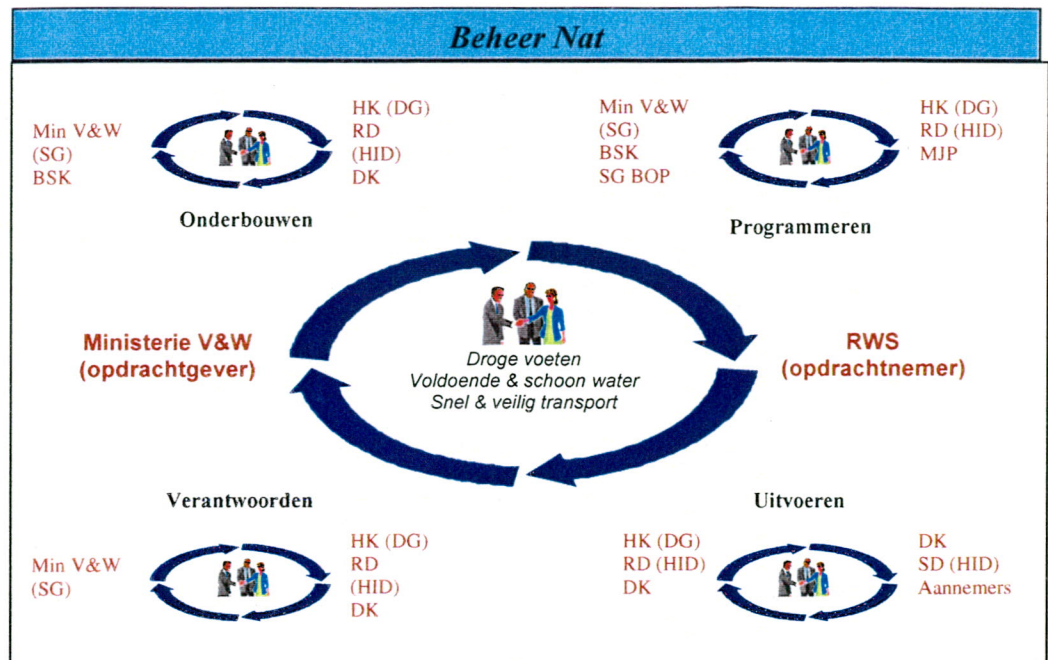 Beheer Nat
Min V&W
(SG)
BSK
HK (DG)
RD
(HID)
DK
Onderbouwen
Min V&W
(SG)
BSK
SG BOP
HK (DG)
RD (HID)
MJP
Programmeren
Ministerie V&W
(opdrachtgever)
Droge voeten
Voldoende & schoon water
Snel & veilig transport
RWS
(opdrachtnemer)
Verantwoorden
Min V&W
(SG)
HK (DG)
RD
(HID)
DK
Uitvoeren
HK (DG)
RD (HID)
DK
DK
SD (HID)
Aannemers